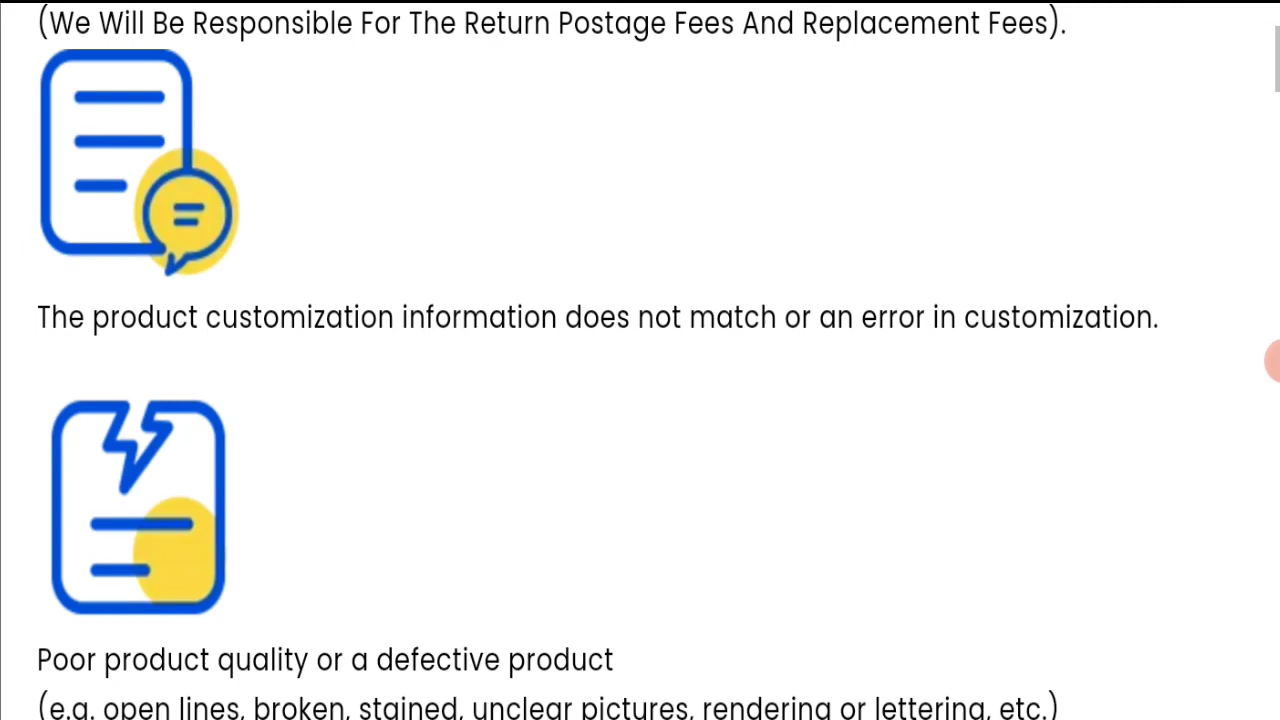 (We Will Be Responsible For The Return Postage Fees And Replacement Fees).
The product customization information does not match or an error in customization.
Poor product quality or a defective product
(e.g. open lines, broken, stained, unclear pictures, rendering or lettering, etc.)